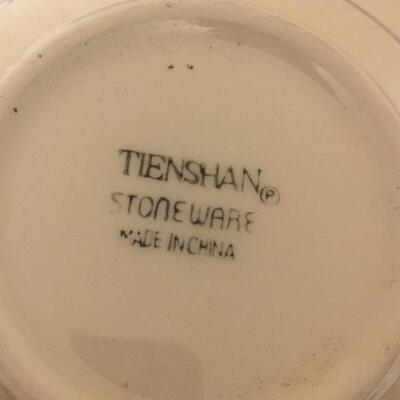 TIENSHAN ℗
STONEWARE
MADE IN CHINA